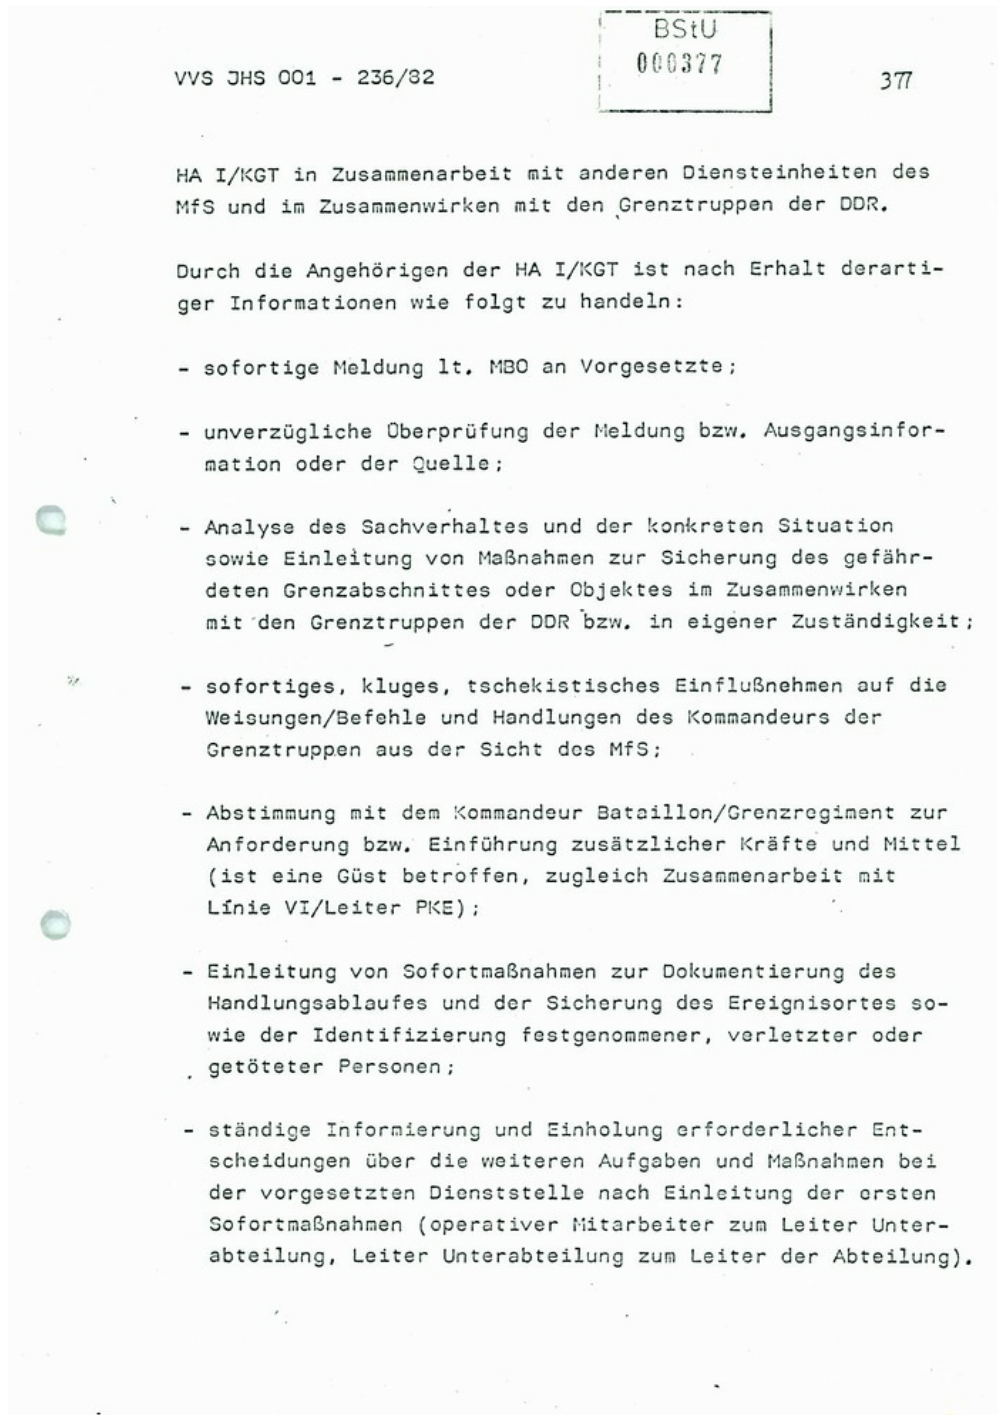 BStU
000377
VVS JHS 001 - 236/82
377
HA I/KGT in Zusammenarbeit mit anderen Diensteinheiten des
MfS und im Zusammenwirken mit den Grenztruppen der DDR.
Durch die Angehörigen der HA I/KGT ist nach Erhalt derarti-
ger Informationen wie folgt zu handeln:
- sofortige Meldung lt. MBO an Vorgesetzte;
- unverzügliche Überprüfung der Meldung bzw. Ausgangsinfor-
mation oder der Quelle;
- Analyse des Sachverhaltes und der konkreten Situation
sowie Einleitung von Maßnahmen zur Sicherung des gefähr-
deten Grenzabschnittes oder Objektes im Zusammenwirken
mit den Grenztruppen der DDR bzw. in eigener Zuständigkeit;
- sofortiges, kluges, tschekistisches Einflußnehmen auf die
Weisungen/Befehle und Handlungen des Kommandeurs der
Grenztruppen aus der Sicht des MfS;
- Abstimmung mit dem Kommandeur Bataillon/Grenzregiment zur
Anforderung bzw. Einführung zusätzlicher Kräfte und Mittel
(ist eine Güst betroffen, zugleich Zusammenarbeit mit
Linie VI/Leiter PKE);
- Einleitung von Sofortmaßnahmen zur Dokumentierung des
Handlungsablaufes und der Sicherung des Ereignisortes so-
wie der Identifizierung festgenommener, verletzter oder
getöteter Personen;
- ständige Informierung und Einholung erforderlicher Ent-
scheidungen über die weiteren Aufgaben und Maßnahmen bei
der vorgesetzten Dienststelle nach Einleitung der ersten
Sofortmaßnahmen (operativer Mitarbeiter zum Leiter Unter-
abteilung, Leiter Unterabteilung zum Leiter der Abteilung).